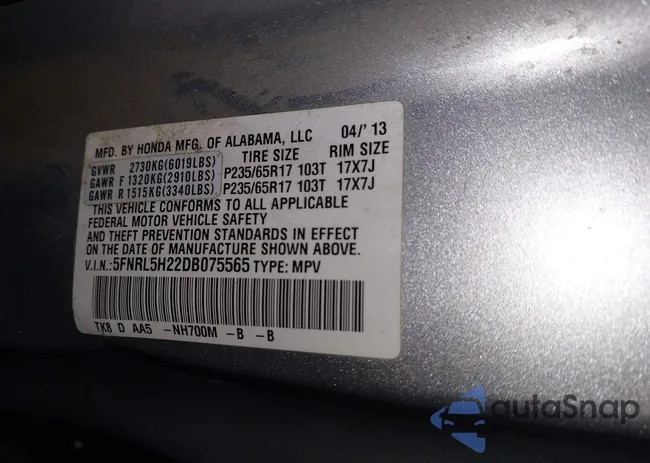 MFD. BY HONDA MFG. OF ALABAMA, LLC 04/'13
TIRE SIZE RIM SIZE
GVWR 2730KG(6019LBS)
GAWR F 1320KG(2910LBS) P235/65R17 103T 17X7J
GAWR R 1515KG(3340LBS) P235/65R17 103T 17X7J
THIS VEHICLE CONFORMS TO ALL APPLICABLE
FEDERAL MOTOR VEHICLE SAFETY
AND THEFT PREVENTION STANDARDS IN EFFECT
ON THE DATE OF MANUFACTURE SHOWN ABOVE.
V.I.N.:5FNRL5H22DB075565 TYPE: MPV
TK8 D AA5 -NH700M -B -B
autaSnap